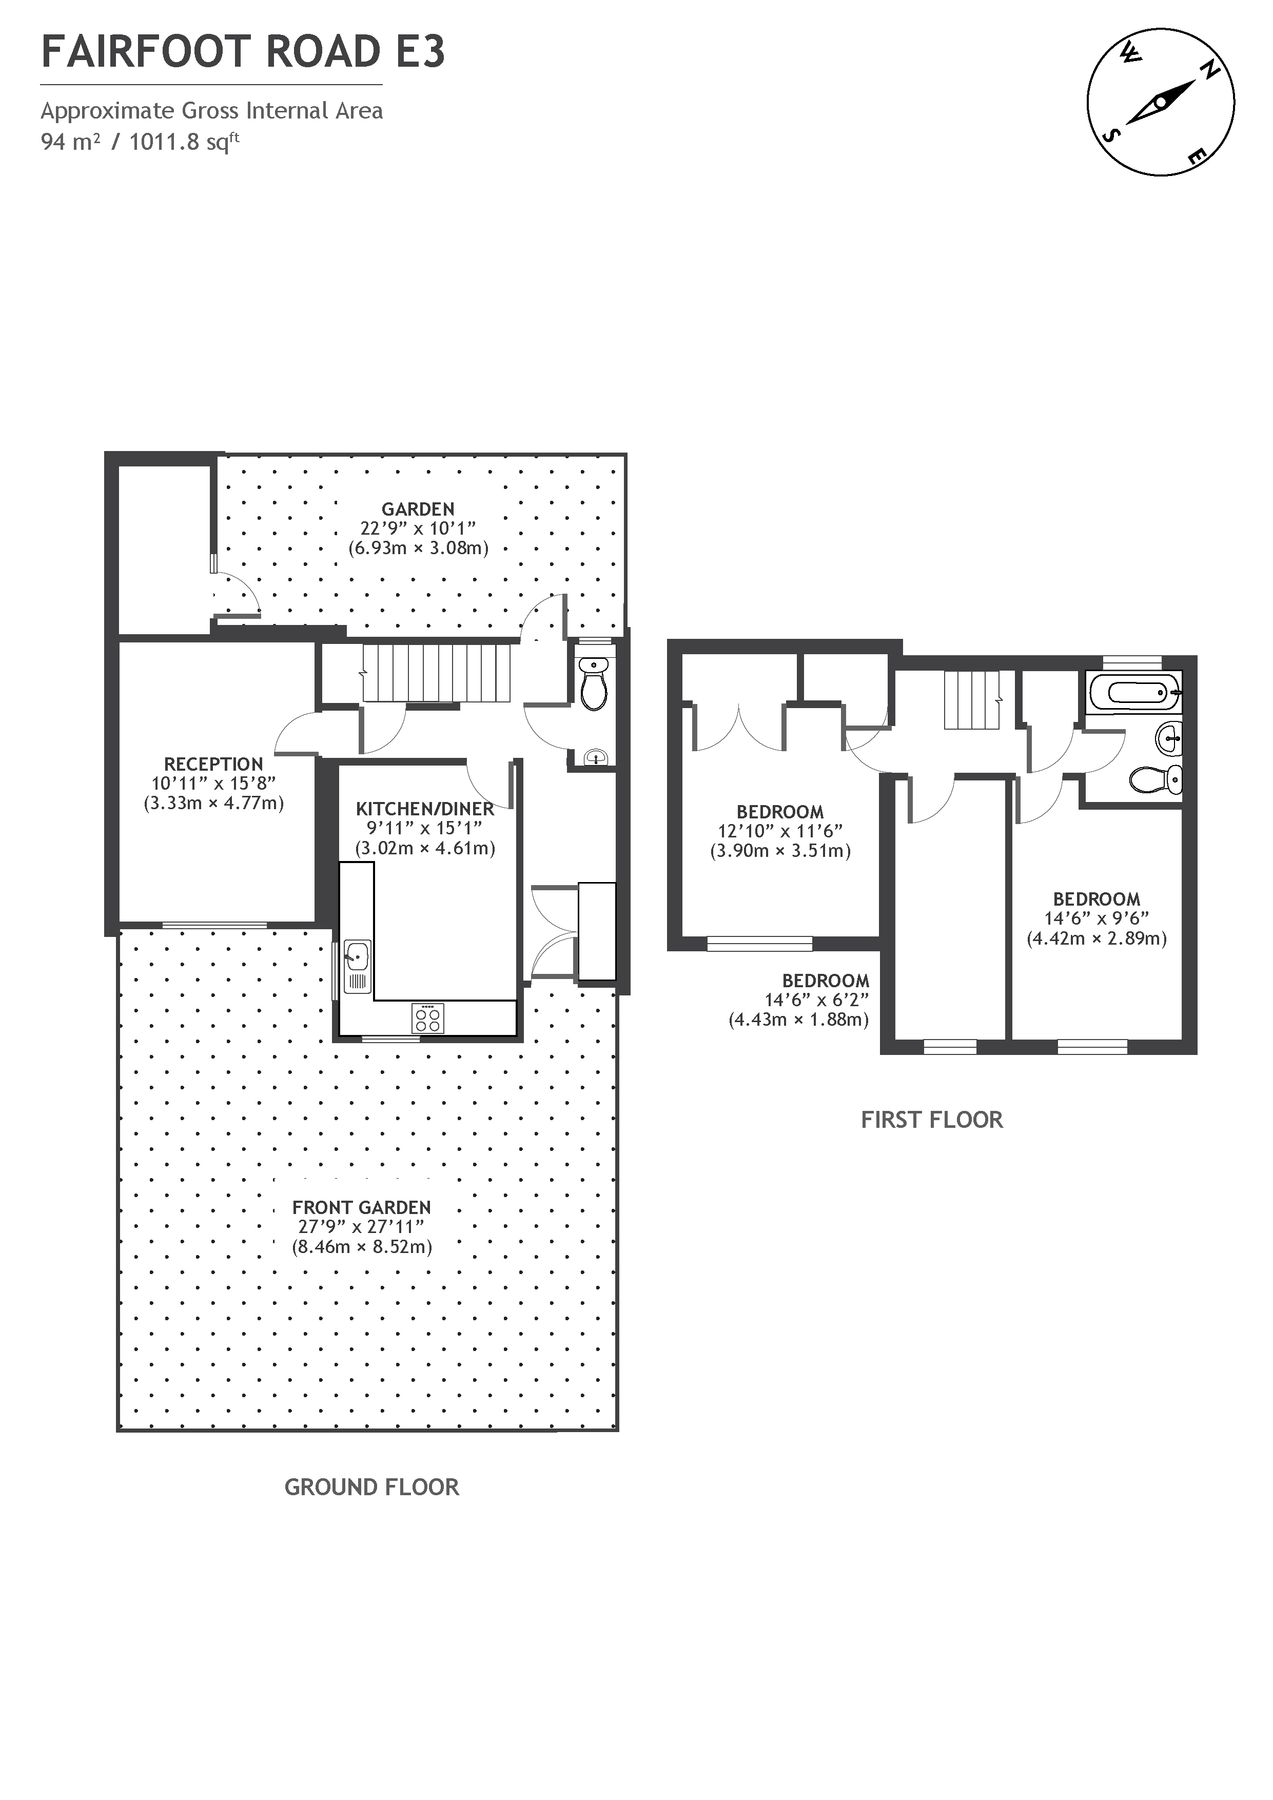 FAIRFOOT ROAD E3
Approximate Gross Internal Area
94 m² / 1011.8 sqft
W
N
S
E
GARDEN
22’9” x 10’1”
(6.93m × 3.08m)
RECEPTION
10’11” x 15’8”
(3.33m × 4.77m)
KITCHEN/DINER
9’11” x 15’1”
(3.02m × 4.61m)
FRONT GARDEN
27’9” x 27’11”
(8.46m × 8.52m)
GROUND FLOOR
BEDROOM
12’10” x 11’6”
(3.90m × 3.51m)
BEDROOM
14’6” x 9’6”
(4.42m × 2.89m)
BEDROOM
14’6” x 6’2”
(4.43m × 1.88m)
FIRST FLOOR